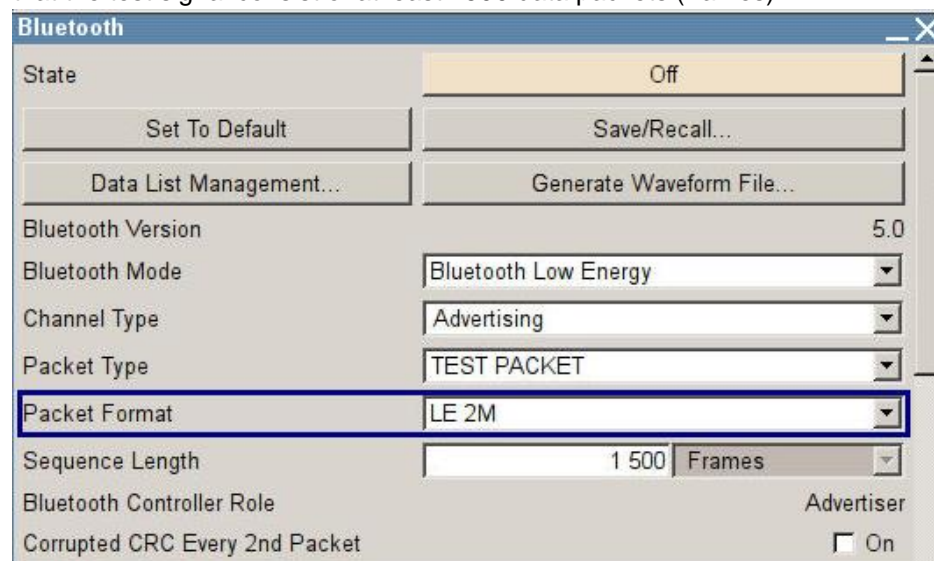 Bluetooth
State Off
Set To Default Save/Recall...
Data List Management... Generate Waveform File...
Bluetooth Version 5.0
Bluetooth Mode Bluetooth Low Energy
Channel Type Advertising
Packet Type TEST PACKET
Packet Format LE 2M
Sequence Length 1 500 Frames
Bluetooth Controller Role Advertiser
Corrupted CRC Every 2nd Packet On